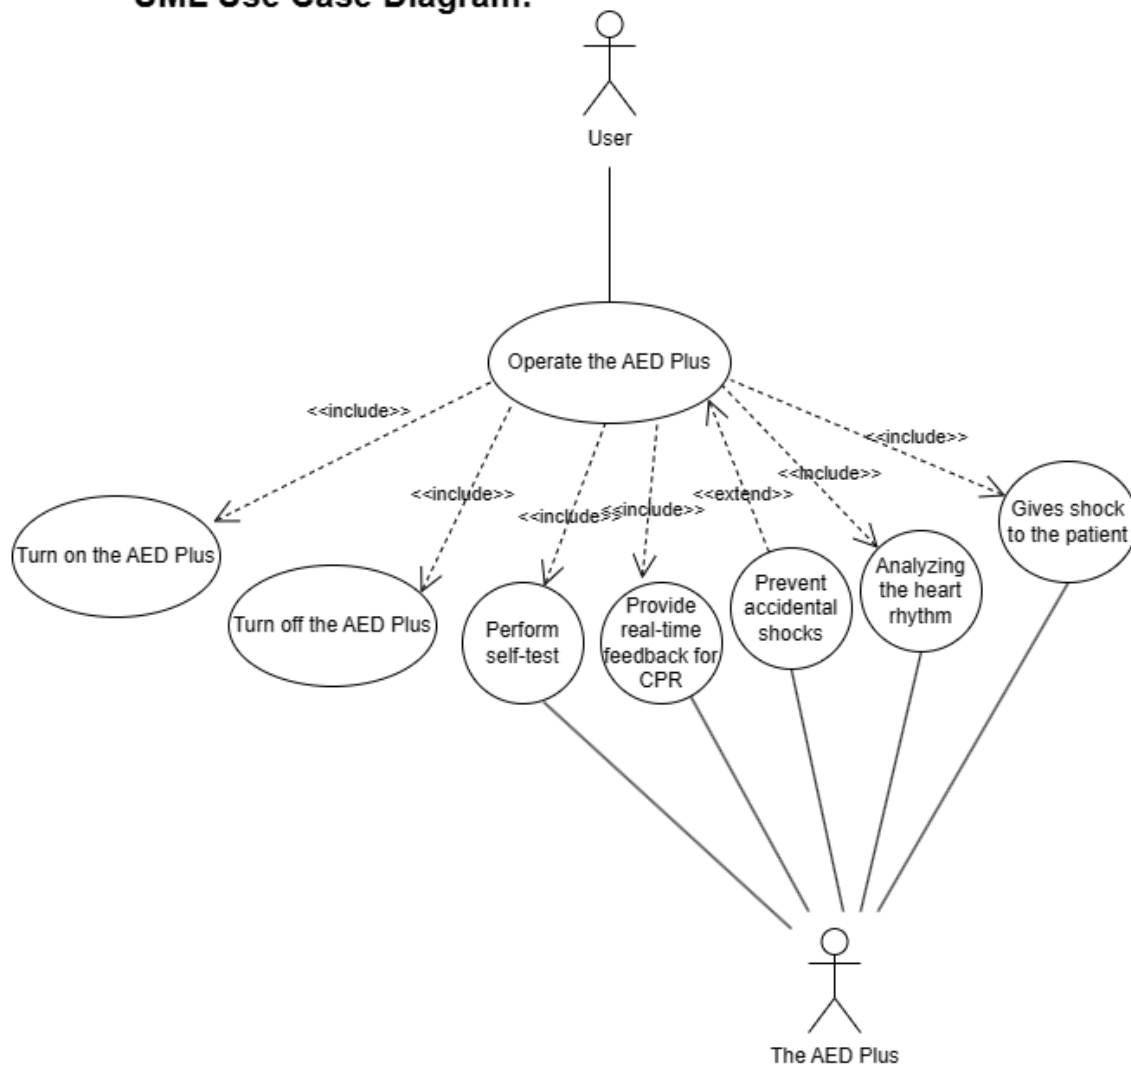 UML Use Case Diagram:
User
Operate the AED Plus
<<include>>
<<include>>
<<include>>
<<include>>
<<extend>>
<<include>>
<<include>>
Turn on the AED Plus
Turn off the AED Plus
Perform
self-test
Provide
real-time
feedback for
CPR
Prevent
accidental
shocks
Analyzing
the heart
rhythm
Gives shock
to the patient
The AED Plus